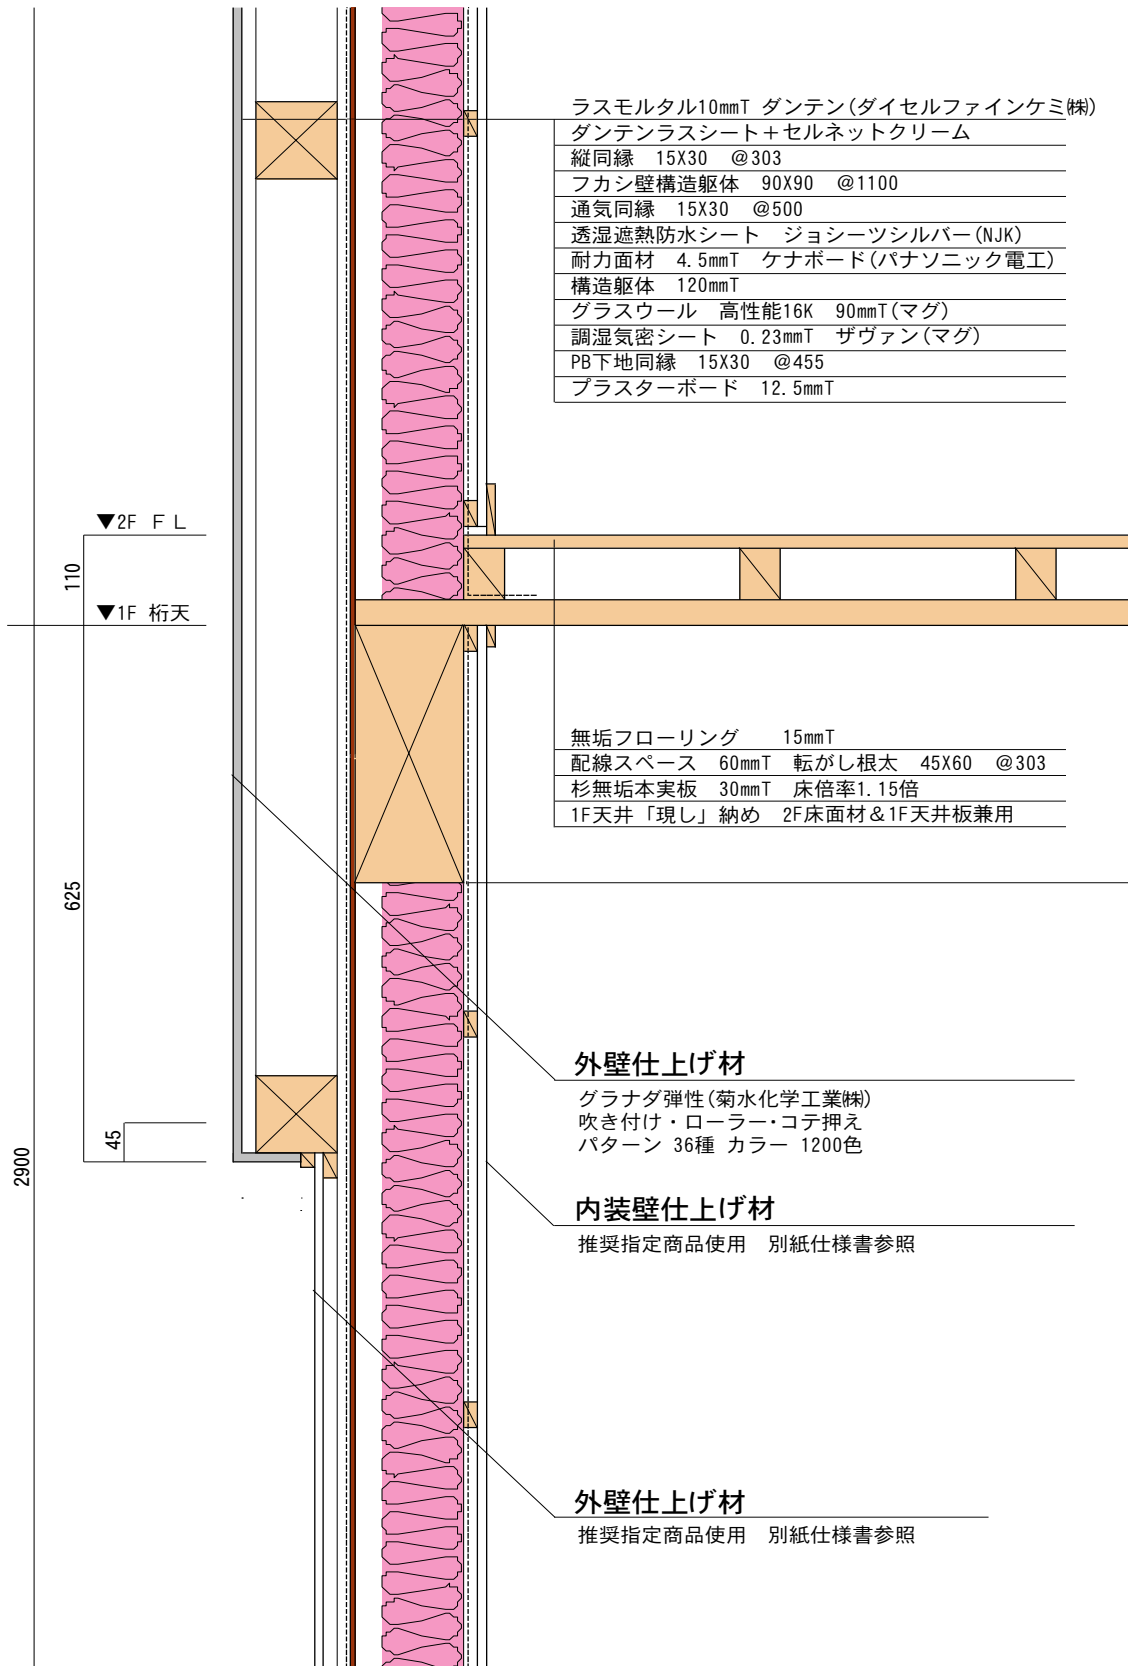 ラスモルタル10mmT ダンテン(ダイセルファインケミ㈱)
ダンテンラスシート＋セルネットクリーム
縦同縁　15X30　@303
フカシ壁構造躯体　90X90　@1100
通気同縁　15X30　@500
透湿遮熱防水シート　ジョシーツシルバー(NJK)
耐力面材　4.5mmT　ケナボード(パナソニック電工)
構造躯体　120mmT
グラスウール　高性能16K　90mmT(マグ)
調湿気密シート　0.23mmT　ザヴァン(マグ)
PB下地同縁　15X30　@455
プラスターボード　12.5mmT
▼2F ＦＬ
110
▼1F 桁天
無垢フローリング　　15mmT
配線スペース　60mmT　転がし根太　45X60　@303
杉無垢本実板　30mmT　床倍率1.15倍
1F天井「現し」納め　2F床面材＆1F天井板兼用
625
外壁仕上げ材
グラナダ弾性(菊水化学工業㈱)
吹き付け・ローラー・コテ押え
パターン 36種 カラー 1200色
45
2900
内装壁仕上げ材
推奨指定商品使用　別紙仕様書参照
外壁仕上げ材
推奨指定商品使用　別紙仕様書参照